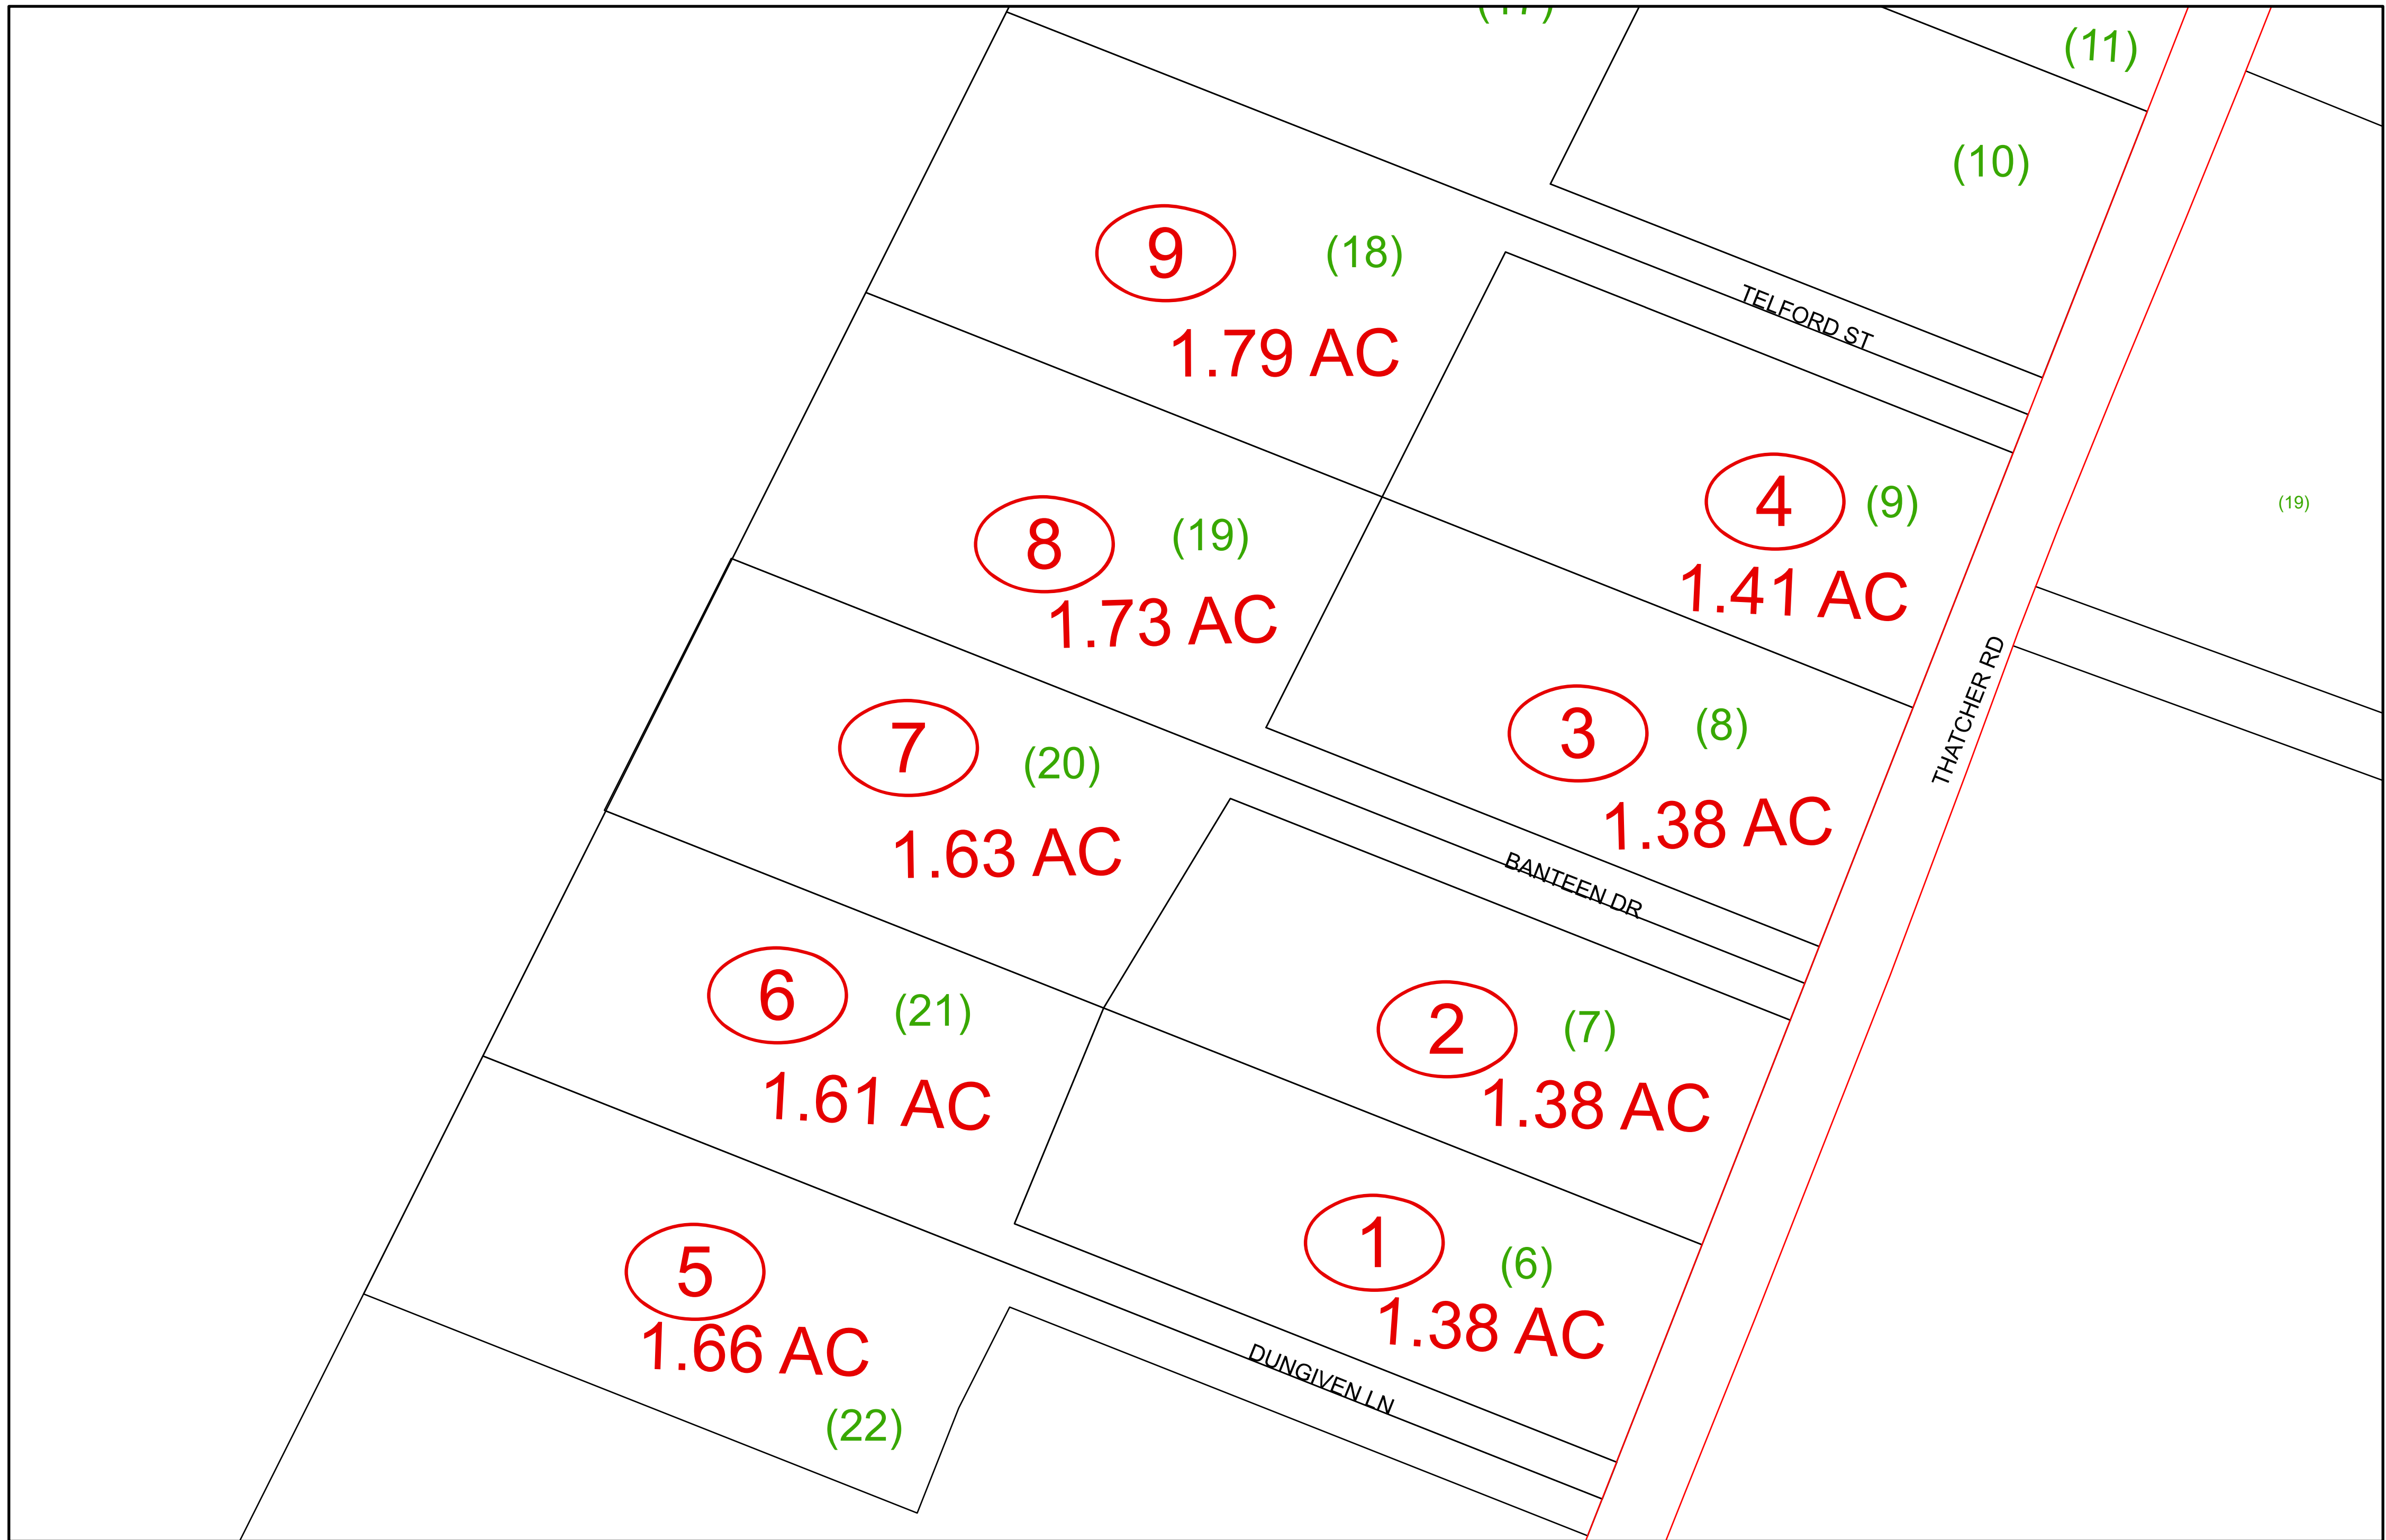 (11)
(10)
9
(18)
1.79 AC
TELFORD ST
4
(9)
(19)
1.41 AC
8
(19)
1.73 AC
THATCHER RD
3
(8)
1.38 AC
7
(20)
1.63 AC
BANTEEN DR
6
(21)
1.61 AC
2
(7)
1.38 AC
5
1.66 AC
(22)
1
(6)
1.38 AC
DUNGIVEN LN